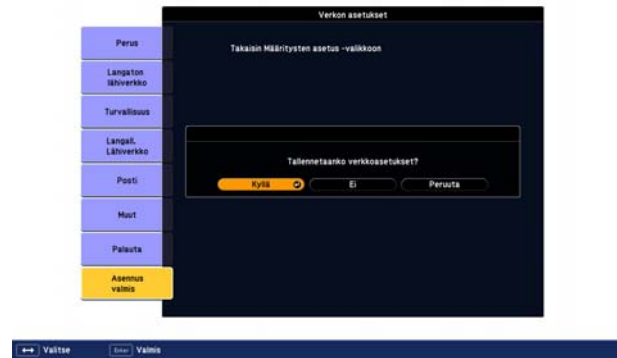 Verkon asetukset
Perus
Takaisin Määritysten asetus -valikkoon
Langaton
lähiverkko
Turvallisuus
Langall.
Lähiverkko
Tallennetaanko verkkoasetukset?
Kyllä Ei Peruuta
Posti
Muut
Palauta
Asennus
valmis
Valitse Enter Valmis